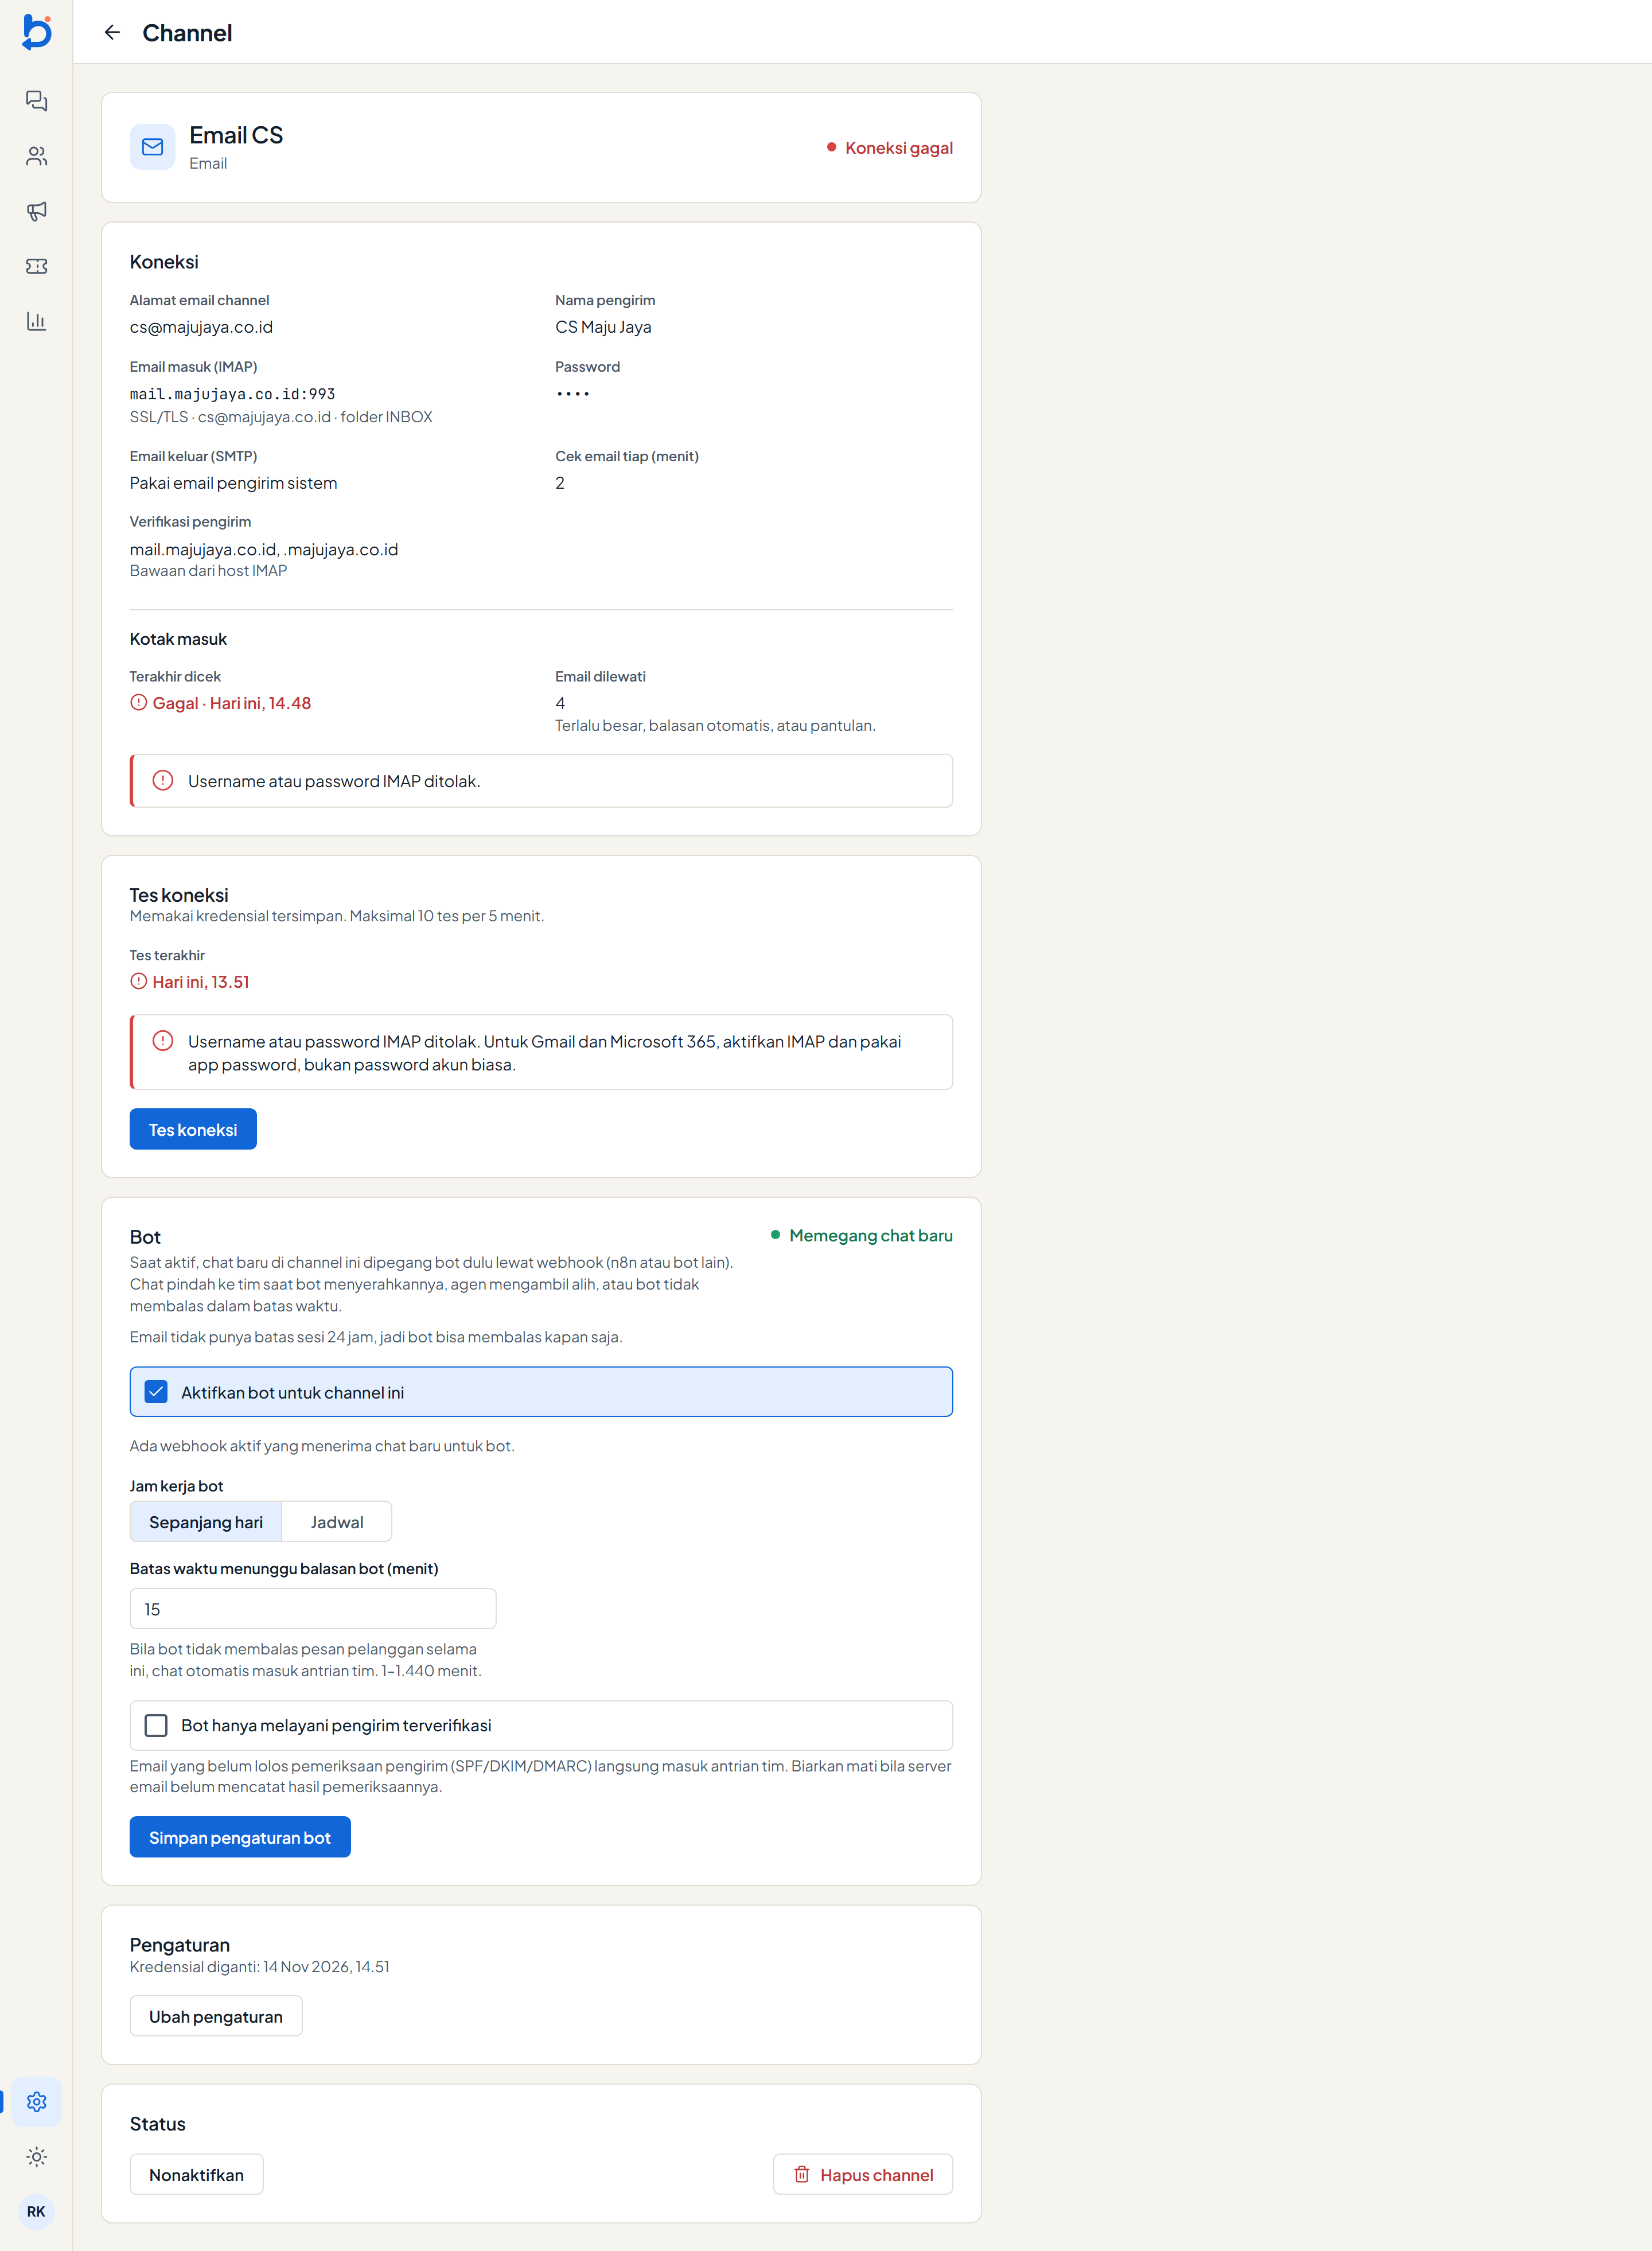 Channel
Email CS
Email
Koneksi gagal
Koneksi
Alamat email channel
cs@majujaya.co.id
Nama pengirim
CS Maju Jaya
Email masuk (IMAP)
mail.majujaya.co.id:993
SSL/TLS · cs@majujaya.co.id · folder INBOX
Password
••••
Email keluar (SMTP)
Pakai email pengirim sistem
Cek email tiap (menit)
2
Verifikasi pengirim
mail.majujaya.co.id, .majujaya.co.id
Bawaan dari host IMAP
Kotak masuk
Terakhir dicek
Gagal · Hari ini, 14.48
Email dilewati
4
Terlalu besar, balasan otomatis, atau pantulan.
Username atau password IMAP ditolak.
Tes koneksi
Memakai kredensial tersimpan. Maksimal 10 tes per 5 menit.
Tes terakhir
Hari ini, 13.51
Username atau password IMAP ditolak. Untuk Gmail dan Microsoft 365, aktifkan IMAP dan pakai
app password, bukan password akun biasa.
Tes koneksi
Bot
Memegang chat baru
Saat aktif, chat baru di channel ini dipegang bot dulu lewat webhook (n8n atau bot lain).
Chat pindah ke tim saat bot menyerahkannya, agen mengambil alih, atau bot tidak
membalas dalam batas waktu.
Email tidak punya batas sesi 24 jam, jadi bot bisa membalas kapan saja.
Aktifkan bot untuk channel ini
Ada webhook aktif yang menerima chat baru untuk bot.
Jam kerja bot
Sepanjang hari
Jadwal
Batas waktu menunggu balasan bot (menit)
15
Bila bot tidak membalas pesan pelanggan selama
ini, chat otomatis masuk antrian tim. 1–1.440 menit.
Bot hanya melayani pengirim terverifikasi
Email yang belum lolos pemeriksaan pengirim (SPF/DKIM/DMARC) langsung masuk antrian tim. Biarkan mati bila server
email belum mencatat hasil pemeriksaannya.
Simpan pengaturan bot
Pengaturan
Kredensial diganti: 14 Nov 2026, 14.51
Ubah pengaturan
Status
Nonaktifkan
Hapus channel
RK